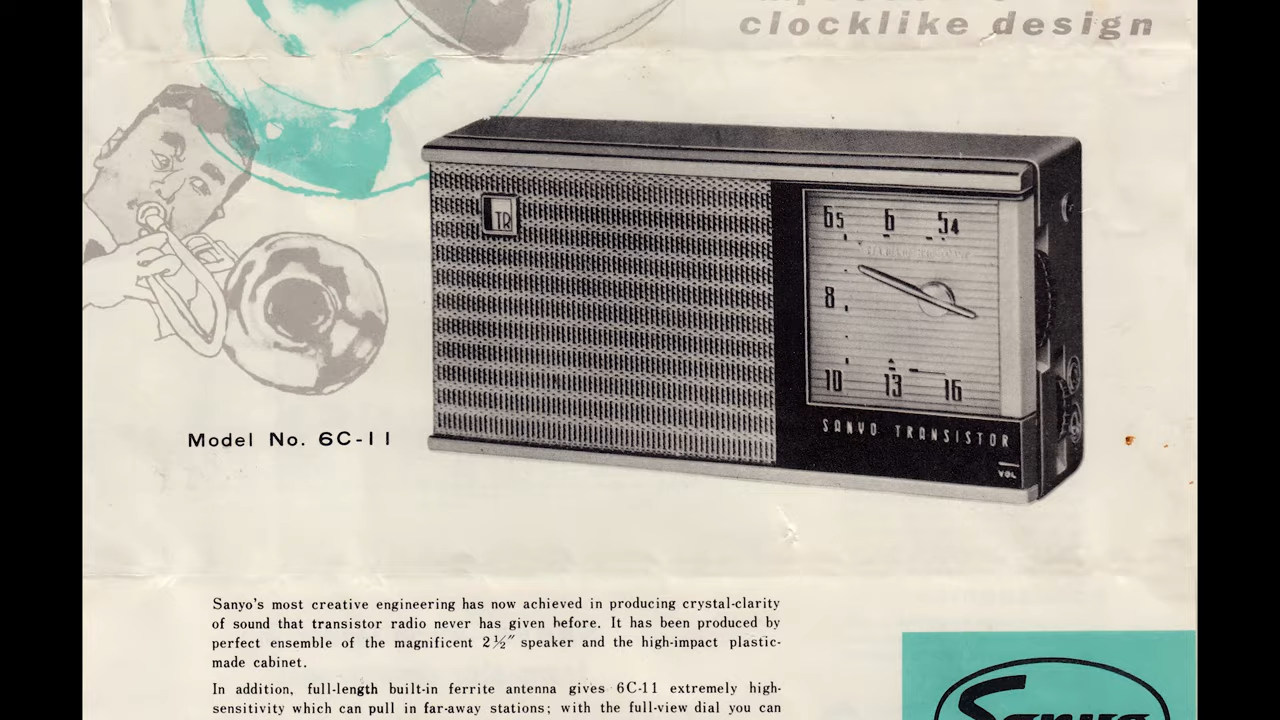 clocklike design
TR
65 6 54
8
10 13 16
SANYO TRANSISTOR
VOL
Model No. 6C-11
Sanyo's most creative engineering has now achieved in producing crystal-clarity
of sound that transistor radio never has given before. It has been produced by
perfect ensemble of the magnificent 2½″ speaker and the high-impact plastic-
made cabinet.
In addition, full-length built-in ferrite antenna gives 6C-11 extremely high-
sensitivity which can pull in far-away stations; with the full-view dial you can
Sanyo